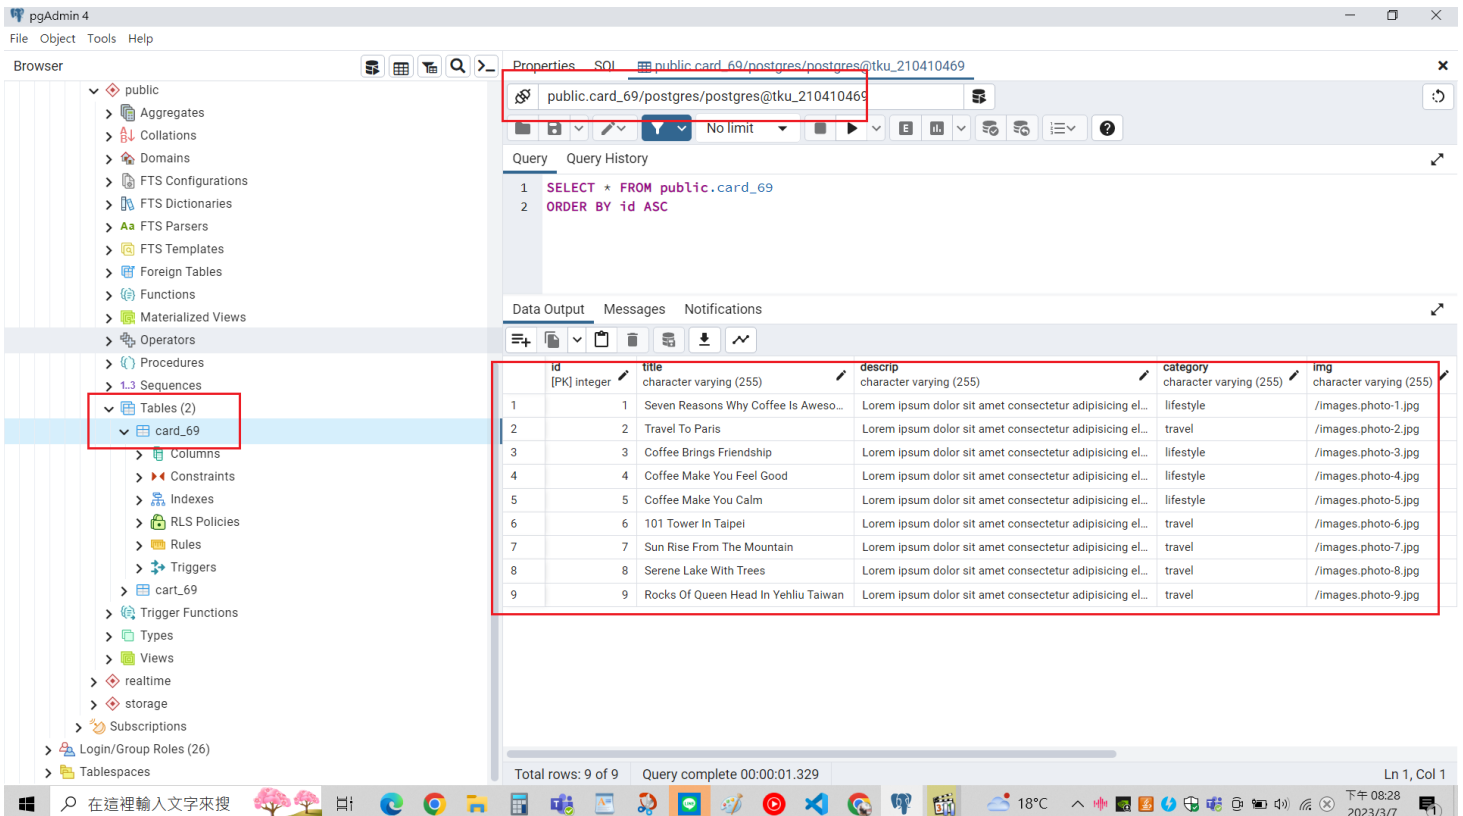 pgAdmin 4
File Object Tools Help
Browser
Properties SQL public.card_69/postgres/postgres@tku_210410469
public.card_69/postgres/postgres@tku_210410469
No limit
Query Query History
1 SELECT * FROM public.card_69
2 ORDER BY id ASC
Data Output Messages Notifications
id title descrip category img
[PK] integer character varying (255) character varying (255) character varying (255) character varying (255)
1 1 Seven Reasons Why Coffee Is Aweso... Lorem ipsum dolor sit amet consectetur adipisicing el... lifestyle /images.photo-1.jpg
2 2 Travel To Paris Lorem ipsum dolor sit amet consectetur adipisicing el... travel /images.photo-2.jpg
3 3 Coffee Brings Friendship Lorem ipsum dolor sit amet consectetur adipisicing el... lifestyle /images.photo-3.jpg
4 4 Coffee Make You Feel Good Lorem ipsum dolor sit amet consectetur adipisicing el... lifestyle /images.photo-4.jpg
5 5 Coffee Make You Calm Lorem ipsum dolor sit amet consectetur adipisicing el... lifestyle /images.photo-5.jpg
6 6 101 Tower In Taipei Lorem ipsum dolor sit amet consectetur adipisicing el... travel /images.photo-6.jpg
7 7 Sun Rise From The Mountain Lorem ipsum dolor sit amet consectetur adipisicing el... travel /images.photo-7.jpg
8 8 Serene Lake With Trees Lorem ipsum dolor sit amet consectetur adipisicing el... travel /images.photo-8.jpg
9 9 Rocks Of Queen Head In Yehliu Taiwan Lorem ipsum dolor sit amet consectetur adipisicing el... travel /images.photo-9.jpg
Total rows: 9 of 9 Query complete 00:00:01.329 Ln 1, Col 1
public
Aggregates
Collations
Domains
FTS Configurations
FTS Dictionaries
Aa FTS Parsers
FTS Templates
Foreign Tables
Functions
Materialized Views
Operators
Procedures
1..3 Sequences
Tables (2)
card_69
Columns
Constraints
Indexes
RLS Policies
Rules
Triggers
cart_69
Trigger Functions
Types
Views
realtime
storage
Subscriptions
Login/Group Roles (26)
Tablespaces
在這裡輸入文字來搜
18°C
下午 08:28
2023/3/7